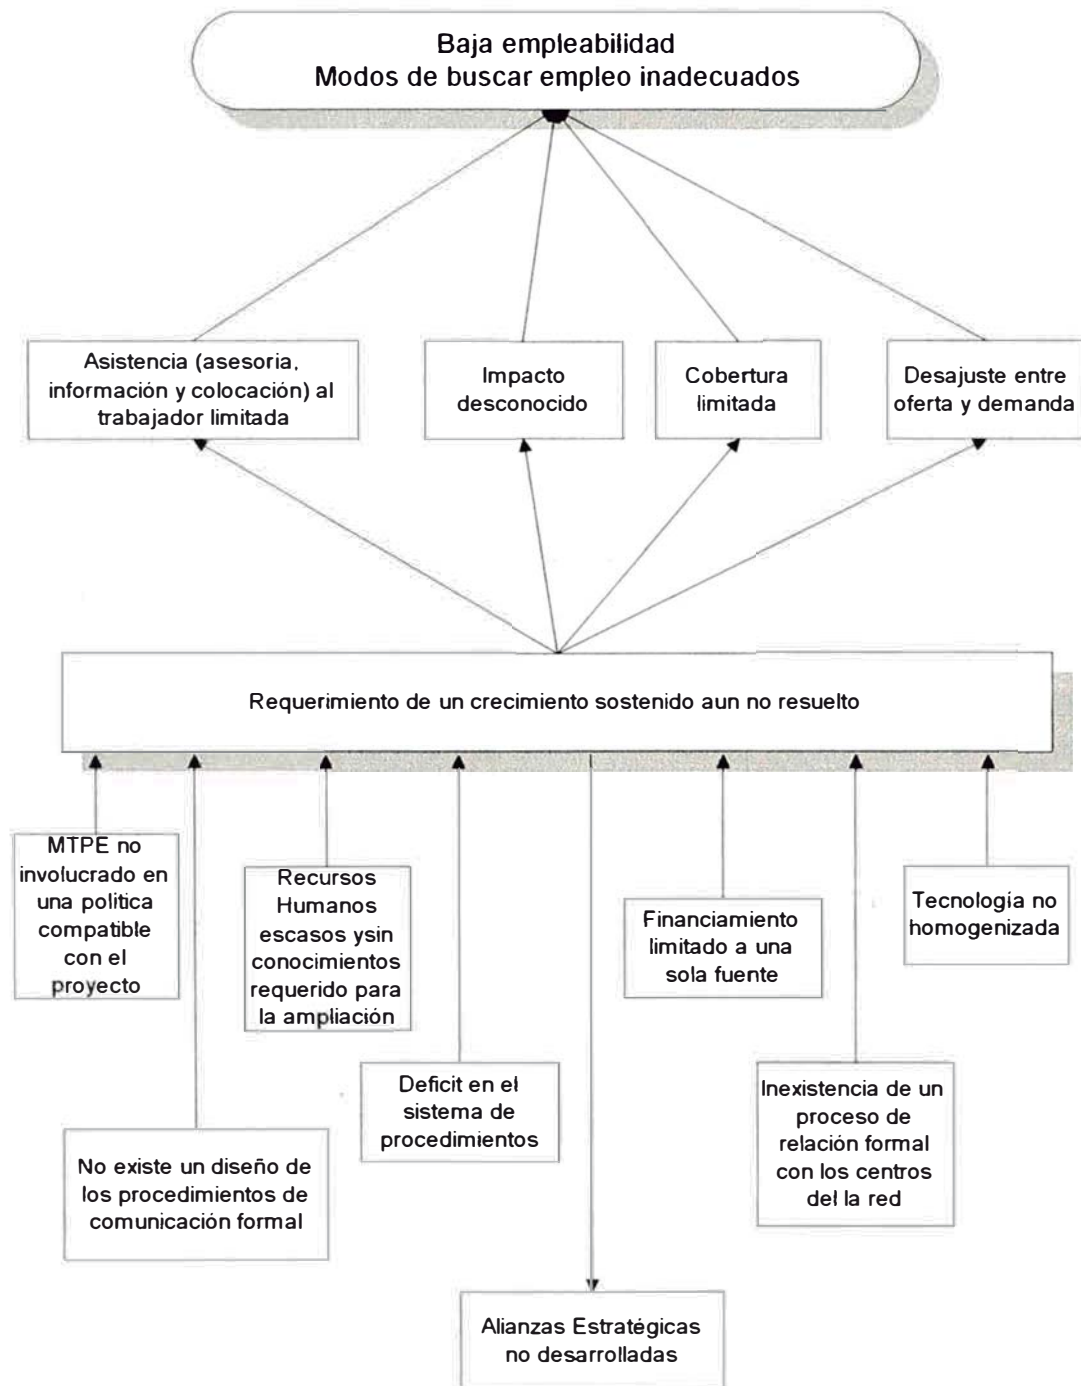 Baja empleabilidad
Modos de buscar empleo inadecuados
Asistencia (asesoria,
información y colocación) al
trabajador limitada
Impacto
desconocido
Cobertura
limitada
Desajuste entre
oferta y demanda
Requerimiento de un crecimiento sostenido aun no resuelto
MTPE no
involucrado en
una politica
compatible
con el
proyecto
Recursos
Humanos
escasos ysin
conocimientos
requerido para
la ampliación
Financiamiento
limitado a una
sola fuente
Tecnología no
homogenizada
No existe un diseño de
los procedimientos de
comunicación formal
Deficit en el
sistema de
procedimientos
Inexistencia de un
proceso de
relación formal
con los centros
del la red
Alianzas Estratégicas
no desarrolladas